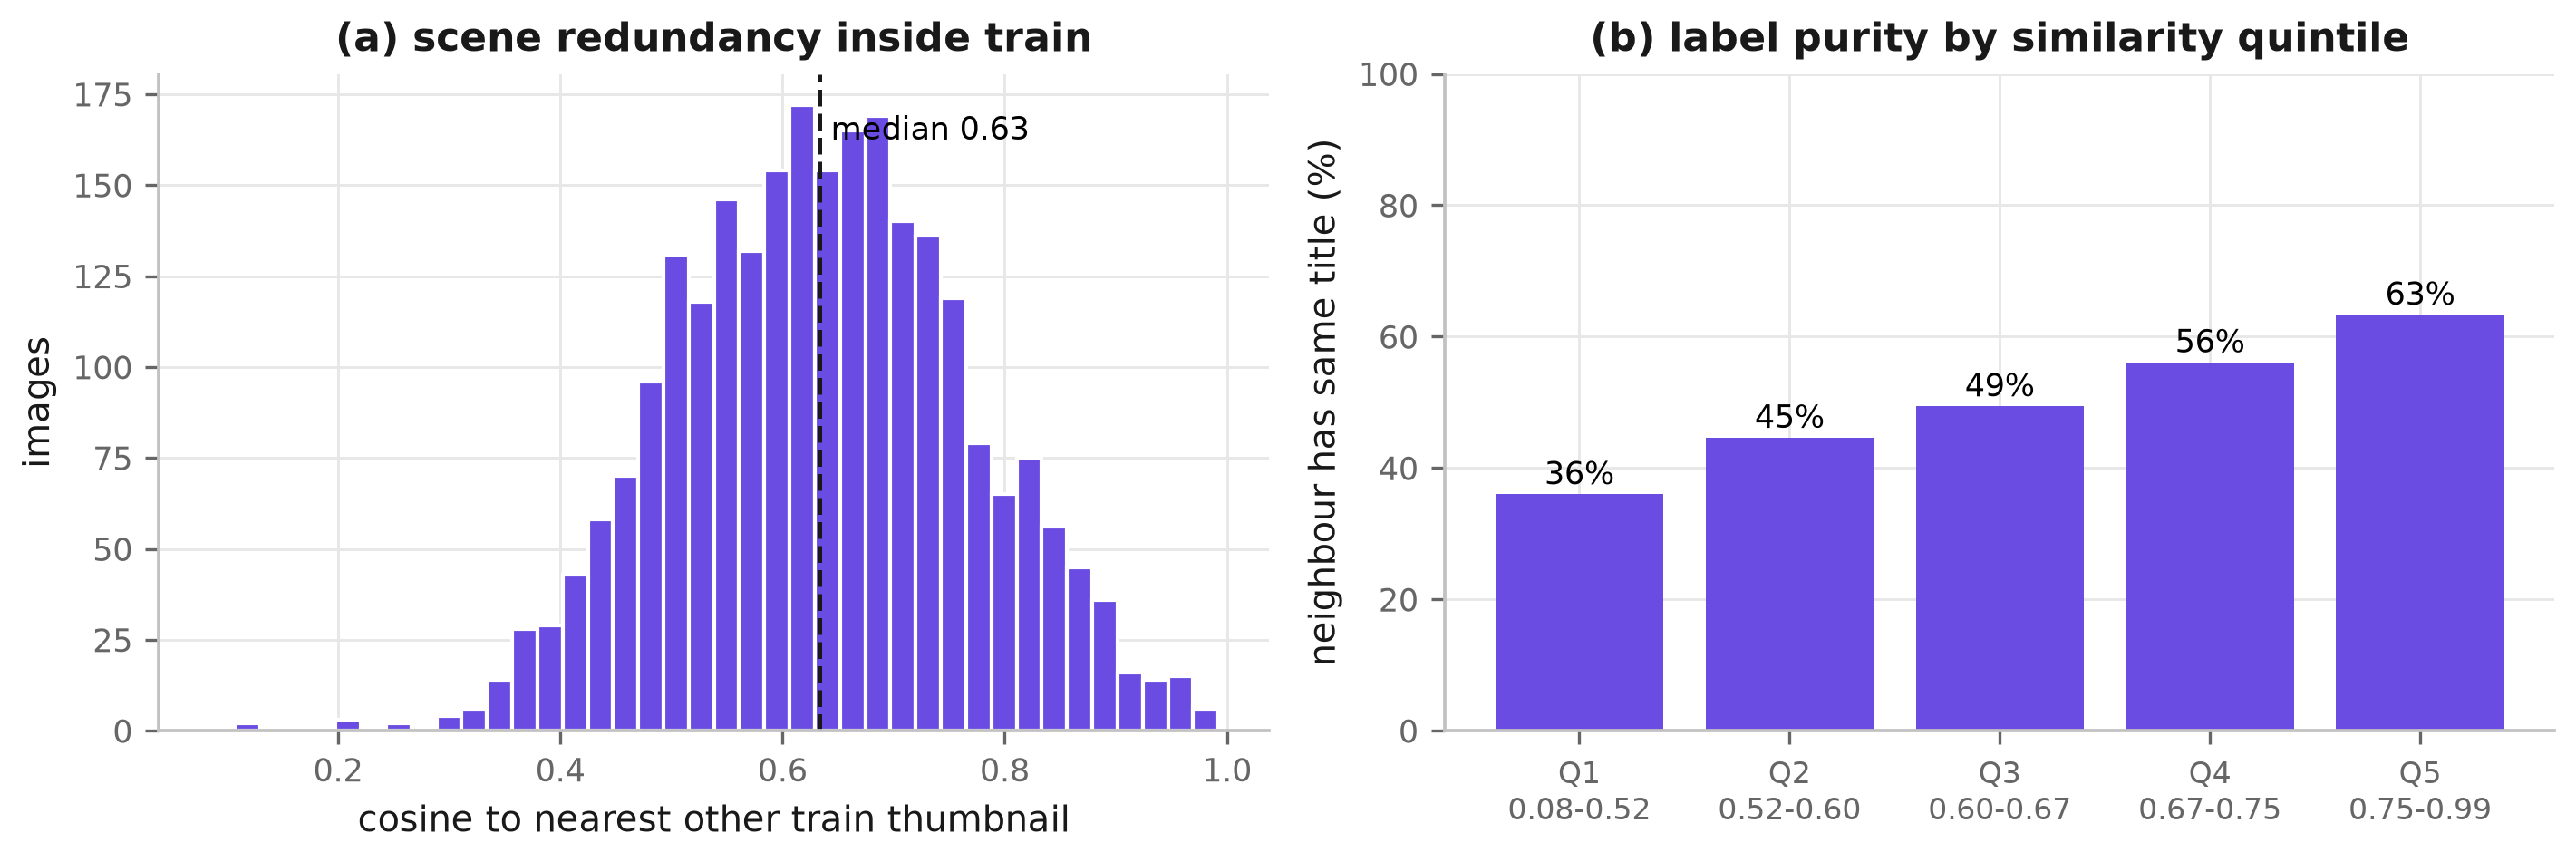 (a) scene redundancy inside train
images
175
150
125
100
75
50
25
0
median 0.63
0.2 0.4 0.6 0.8 1.0
cosine to nearest other train thumbnail
(b) label purity by similarity quintile
neighbour has same title (%)
100
80
60
40
20
0
36% 45% 49% 56% 63%
Q1 Q2 Q3 Q4 Q5
0.08-0.52 0.52-0.60 0.60-0.67 0.67-0.75 0.75-0.99